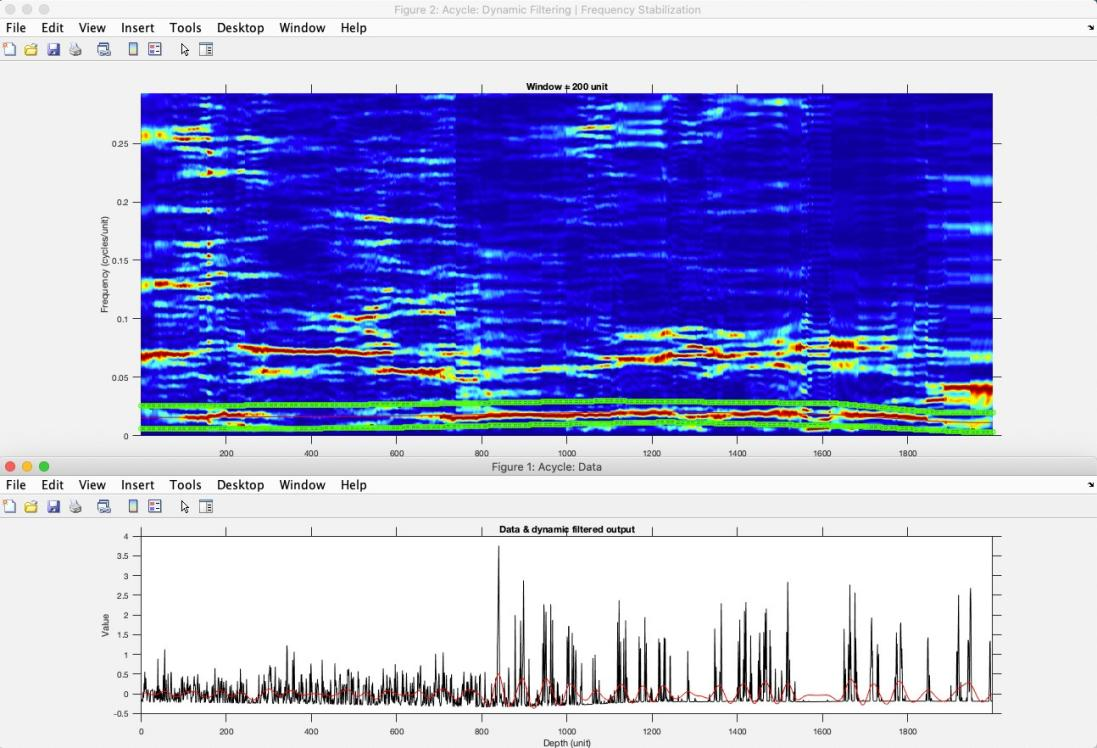 Figure 2: Acycle: Dynamic Filtering | Frequency Stabilization
File Edit View Insert Tools Desktop Window Help
Window = 200 unit
0.25
0.2
0.15
0.1
0.05
0
Frequency (cycles/unit)
200 400 600 800 1000 1200 1400 1600 1800
Figure 1: Acycle: Data
File Edit View Insert Tools Desktop Window Help
Data & dynamic filtered output
4
3.5
3
2.5
2
1.5
1
0.5
0
-0.5
Value
0 200 400 600 800 1000 1200 1400 1600 1800
Depth (unit)